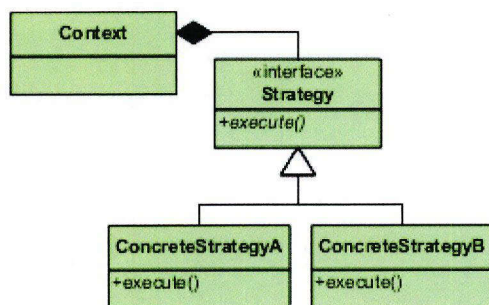 Context
«interface»
Strategy
+execute()
ConcreteStrategyA
+execute()
ConcreteStrategyB
+execute()